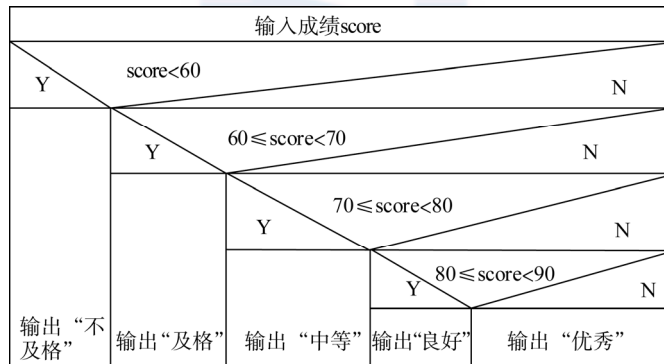 输入成绩score
score<60
Y
N
60≤score<70
Y
N
70≤score<80
Y
N
80≤score<90
Y
N
输出“不
及格”
输出“及格”
输出“中等”
输出“良好”
输出“优秀”